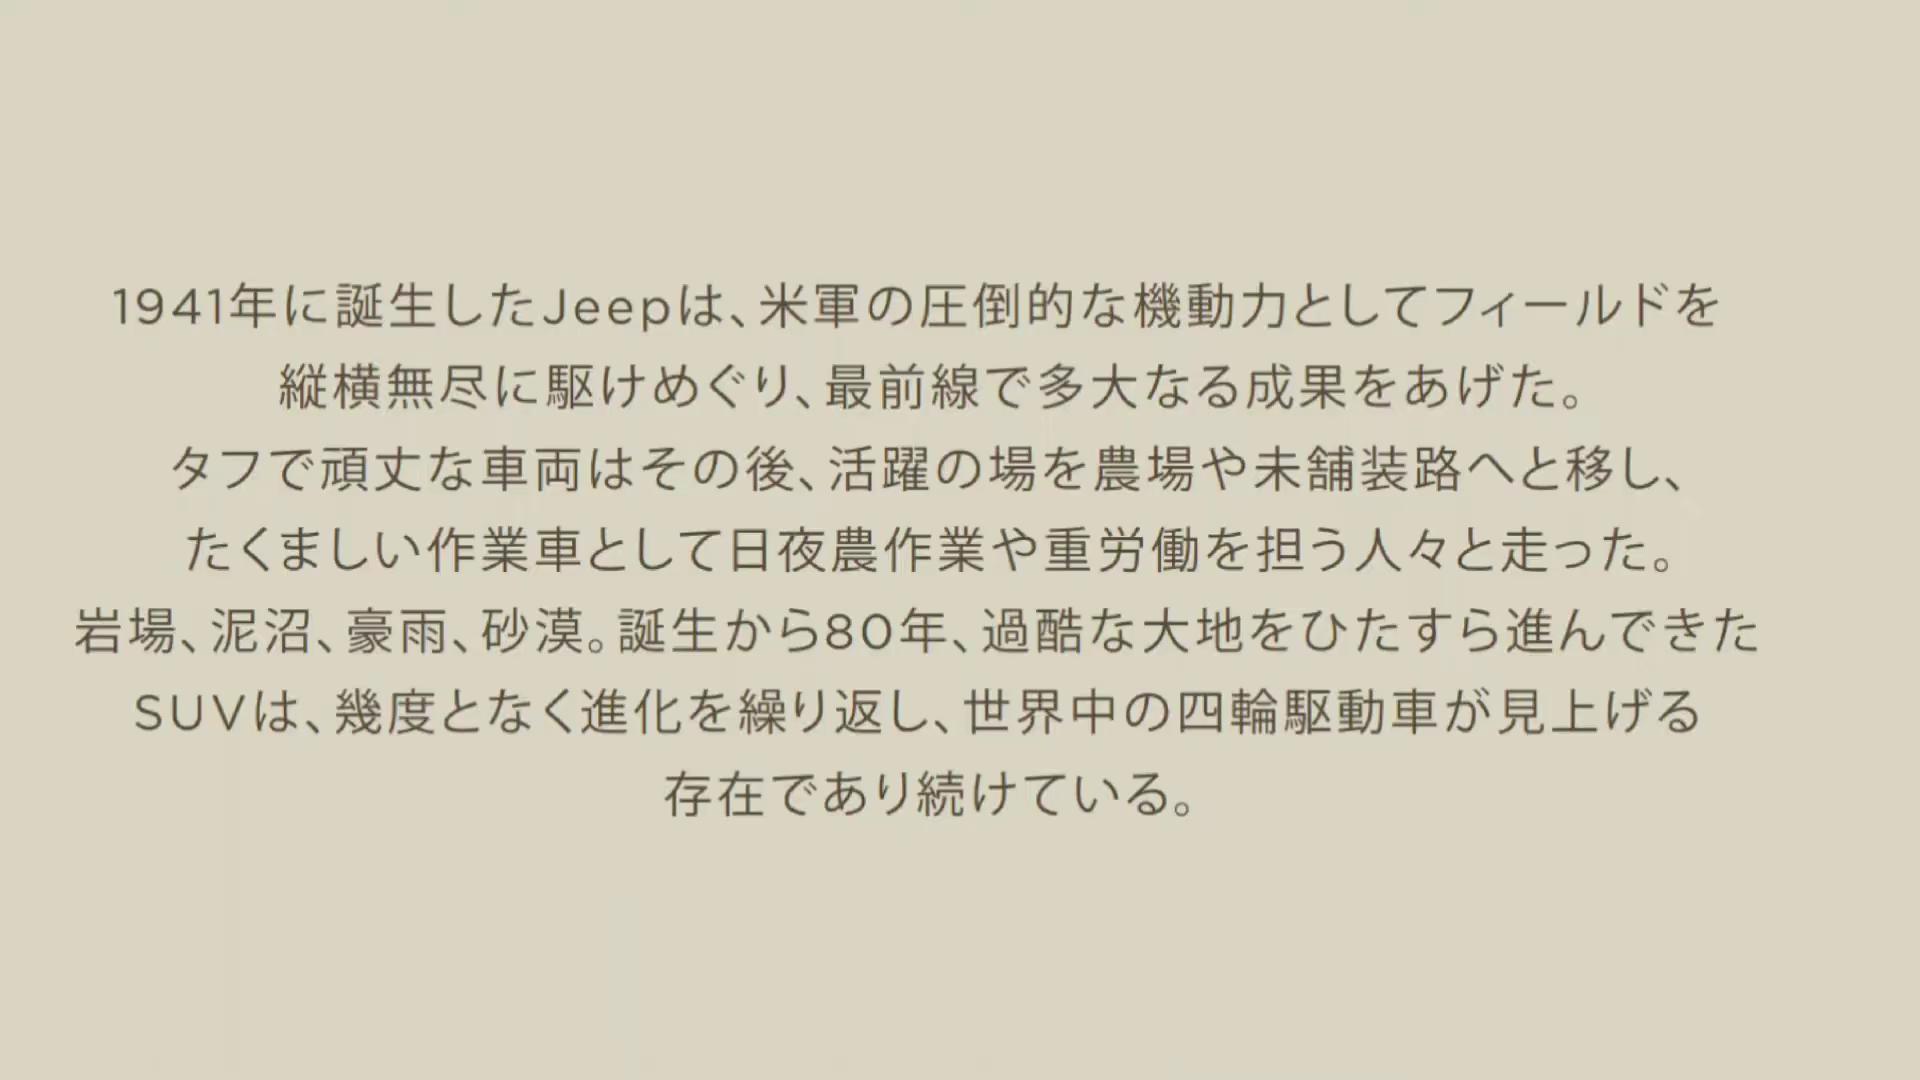 1941年に誕生したJeepは、米軍の圧倒的な機動力としてフィールドを
縦横無尽に駆けめぐり、最前線で多大なる成果をあげた。
タフで頑丈な車両はその後、活躍の場を農場や未舗装路へと移し、
たくましい作業車として日夜農作業や重労働を担う人々と走った。
岩場、泥沼、豪雨、砂漠。誕生から80年、過酷な大地をひたすら進んできた
SUVは、幾度となく進化を繰り返し、世界中の四輪駆動車が見上げる
存在であり続けている。